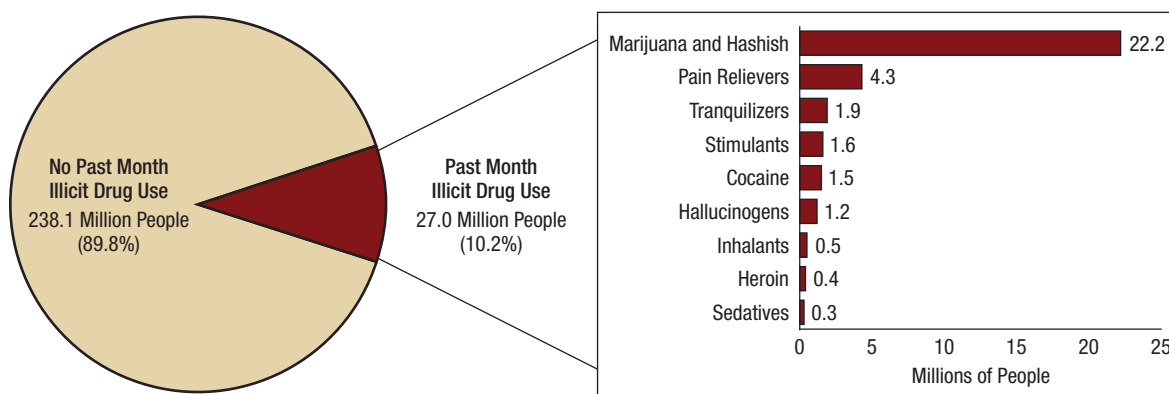 No Past Month
Illicit Drug Use
238.1 Million People
(89.8%)
Past Month
Illicit Drug Use
27.0 Million People
(10.2%)
Marijuana and Hashish 22.2
Pain Relievers 4.3
Tranquilizers 1.9
Stimulants 1.6
Cocaine 1.5
Hallucinogens 1.2
Inhalants 0.5
Heroin 0.4
Sedatives 0.3
0 5 10 15 20 25
Millions of People